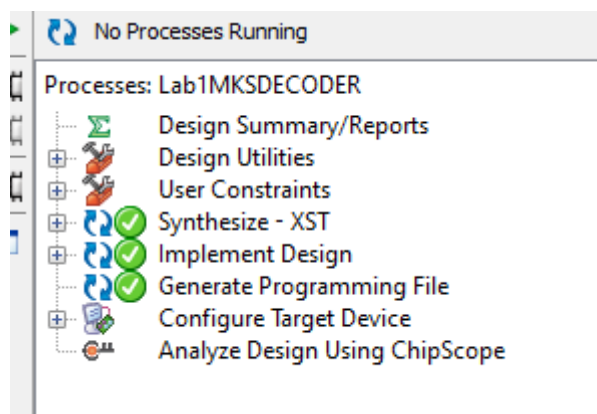 No Processes Running
Processes: Lab1MKSDECODER
Design Summary/Reports
Design Utilities
User Constraints
Synthesize - XST
Implement Design
Generate Programming File
Configure Target Device
Analyze Design Using ChipScope